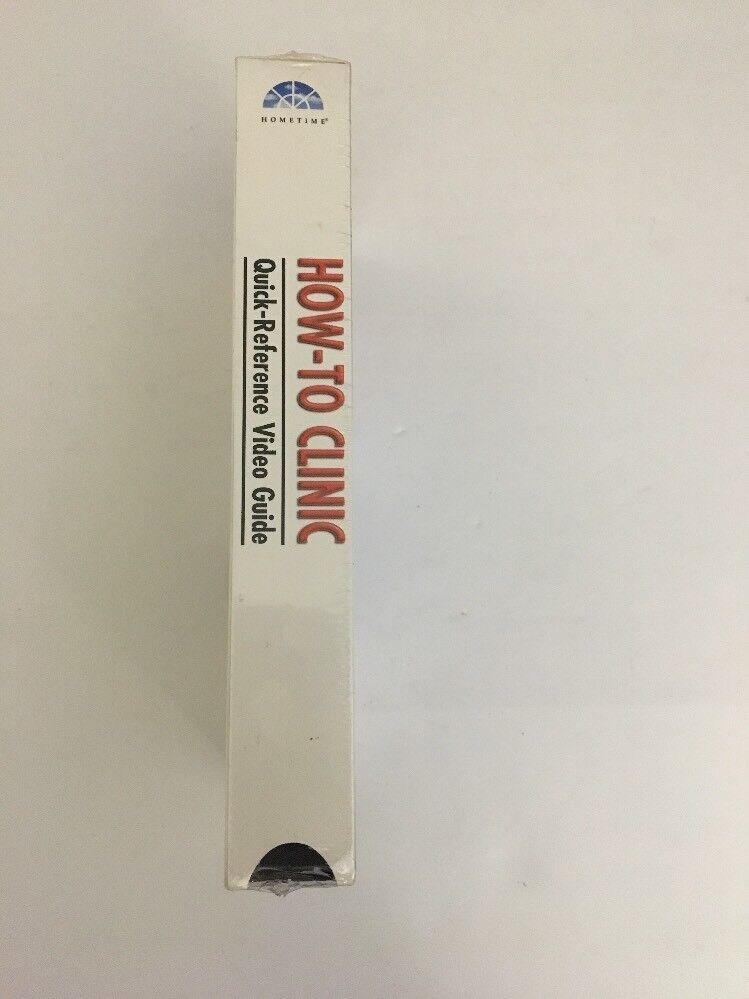 HOMETIME®
HOW-TO CLINIC
Quick-Reference Video Guide